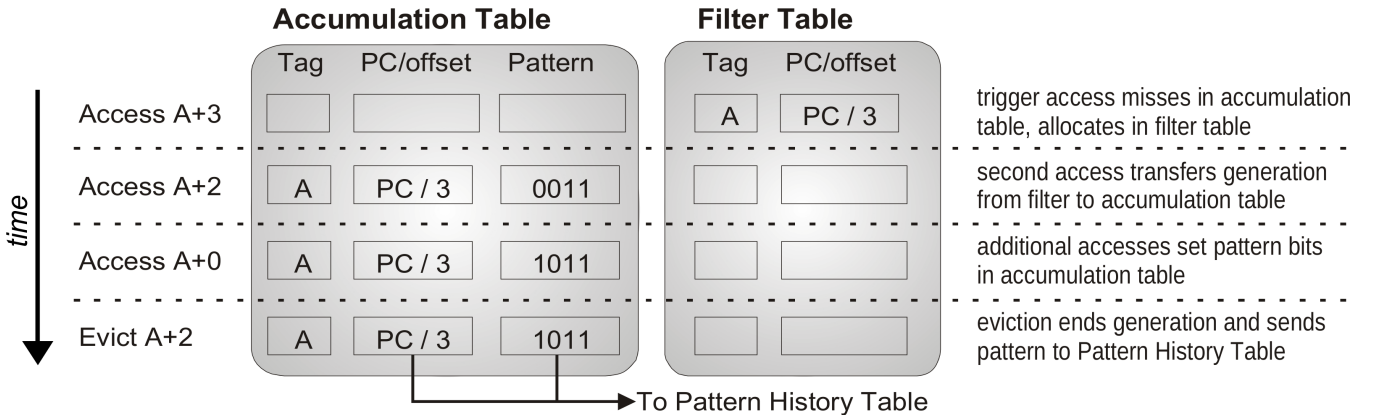 Accumulation Table
Filter Table
Tag PC/offset Pattern
Tag PC/offset
time
Access A+3
A PC / 3
trigger access misses in accumulation
table, allocates in filter table
Access A+2
A PC / 3 0011
second access transfers generation
from filter to accumulation table
Access A+0
A PC / 3 1011
additional accesses set pattern bits
in accumulation table
Evict A+2
A PC / 3 1011
eviction ends generation and sends
pattern to Pattern History Table
To Pattern History Table